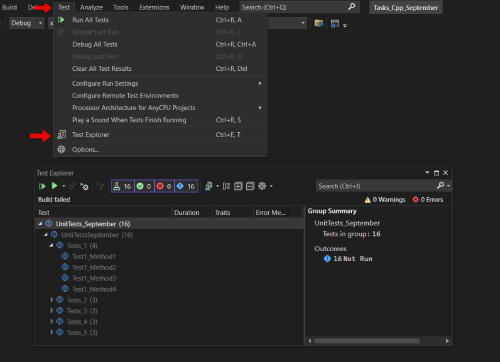 Build De Test Analyze Tools Extensions Window Help Search (Ctrl+Q) Tasks_Cpp_September
Debug x
Run All Tests Ctrl+R, A
Repeat Last Run Ctrl+R, L
Debug All Tests Ctrl+R, Ctrl+A
Debug Last Run Ctrl+R, D
Clear All Test Results Ctrl+R, Del
Configure Run Settings
Configure Remote Test Environments
Processor Architecture for AnyCPU Projects
Play a Sound When Tests Finish Running Ctrl+R, S
Test Explorer Ctrl+E, T
Options...
Test Explorer
16 0 0 16 Search (Ctrl+I)
Build failed 0 Warnings 0 Errors
Test Duration Traits Error Me... Group Summary
UnitTests_September (16) UnitTests_September
UnitTestsSeptember (16) Tests in group: 16
Tests_1 (4) Outcomes
Test1_Method1 16 Not Run
Test1_Method2
Test1_Method3
Test1_Method4
Tests_2 (3)
Tests_3 (3)
Tests_4 (3)
Tests_5 (3)